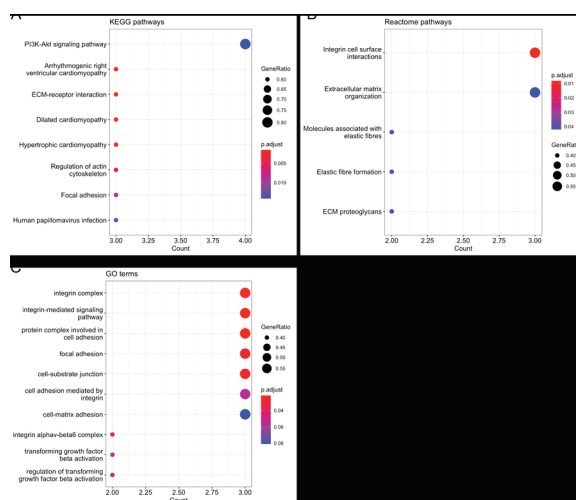 A
KEGG pathways
PI3K-Akt signaling pathway
Arrhythmogenic right
ventricular cardiomyopathy
ECM-receptor interaction
Dilated cardiomyopathy
Hypertrophic cardiomyopathy
Regulation of actin
cytoskeleton
Focal adhesion
Human papillomavirus infection
3.00 3.25 3.50 3.75 4.00
Count
GeneRatio
0.60
0.65
0.70
0.75
0.80
p.adjust
0.005
0.010
B
Reactome pathways
Integrin cell surface
interactions
Extracellular matrix
organization
Molecules associated with
elastic fibres
Elastic fibre formation
ECM proteoglycans
2.00 2.25 2.50 2.75 3.00
Count
p.adjust
0.01
0.02
0.03
0.04
GeneRatio
0.40
0.45
0.50
0.55
C
GO terms
integrin complex
integrin-mediated signaling
pathway
protein complex involved in
cell adhesion
focal adhesion
cell-substrate junction
cell adhesion mediated by
integrin
cell-matrix adhesion
integrin alphav-beta6 complex
transforming growth factor
beta activation
regulation of transforming
growth factor beta activation
2.00 2.25 2.50 2.75 3.00
Count
GeneRatio
0.40
0.45
0.50
0.55
p.adjust
0.04
0.06
0.08